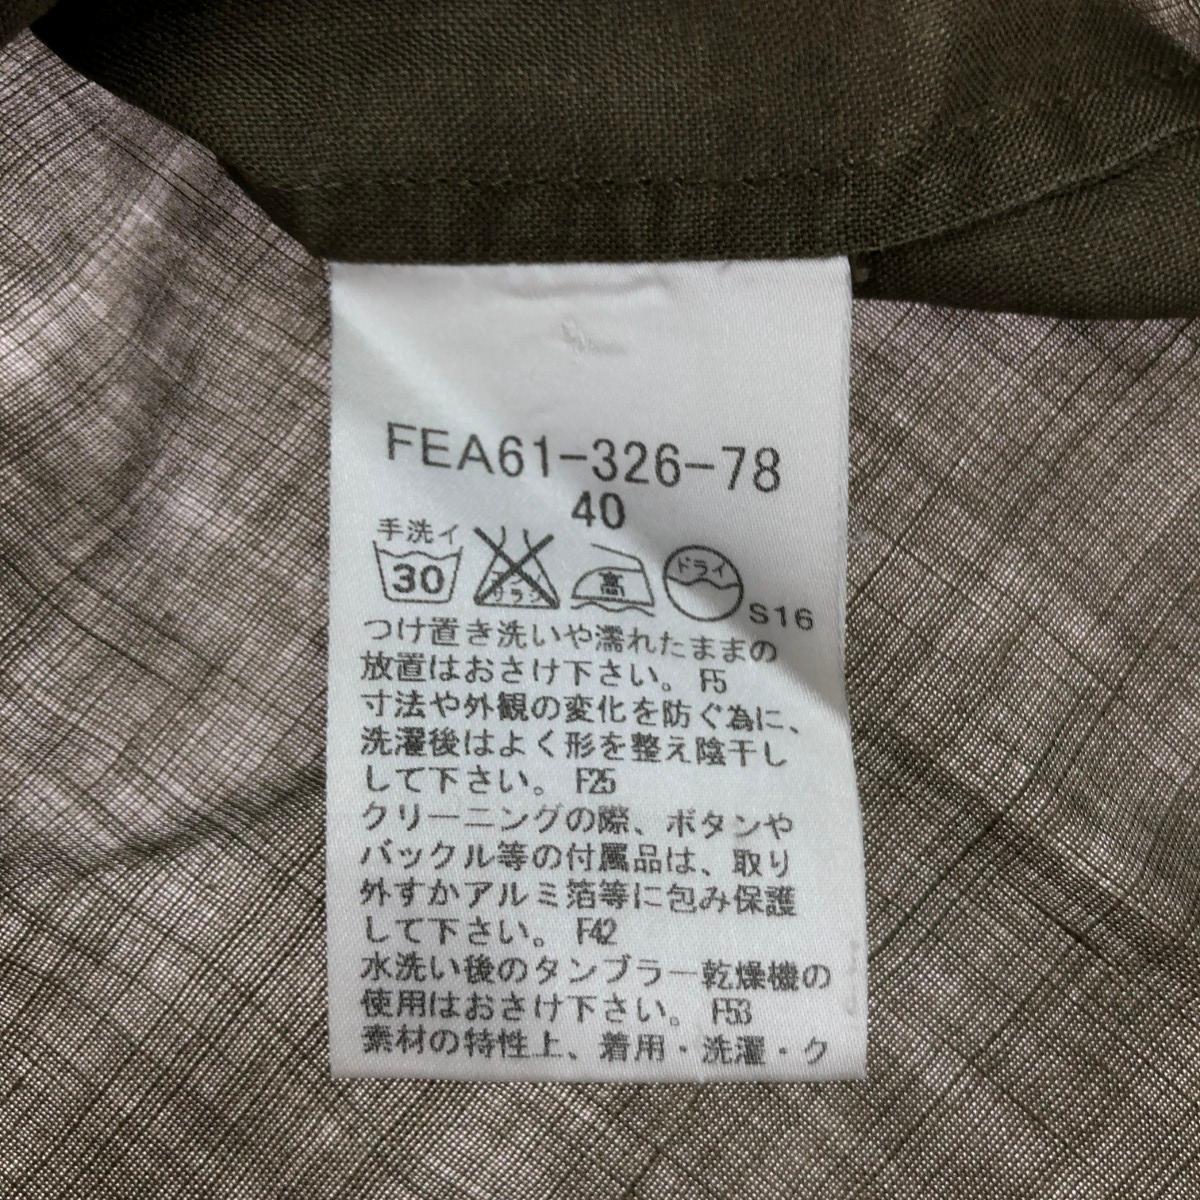 FEA61-326-78
40
手洗イ
30
サラシ
高
ドライ
S16
つけ置き洗いや濡れたままの
放置はおさけ下さい。 F5
寸法や外観の変化を防ぐ為に、
洗濯後はよく形を整え陰干し
して下さい。 F25
クリーニングの際、ボタンや
バックル等の付属品は、取り
外すかアルミ箔等に包み保護
して下さい。 F42
水洗い後のタンブラー乾燥機の
使用はおさけ下さい。 F53
素材の特性上、着用・洗濯・ク